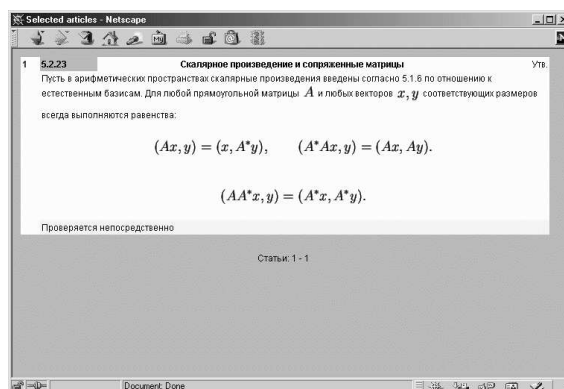 Selected articles - Netscape
My
1 5.2.23 Скалярное произведение и сопряженные матрицы Утв.
Пусть в арифметических пространствах скалярные произведения введены согласно 5.1.6 по отношению к
естественным базисам. Для любой прямоугольной матрицы A и любых векторов x, y соответствующих размеров
всегда выполняются равенства:
(Ax, y) = (x, A*y), (A*Ax, y) = (Ax, Ay).
(AA*x, y) = (A*x, A*y).
Проверяется непосредственно
Статьи: 1 - 1
Document: Done